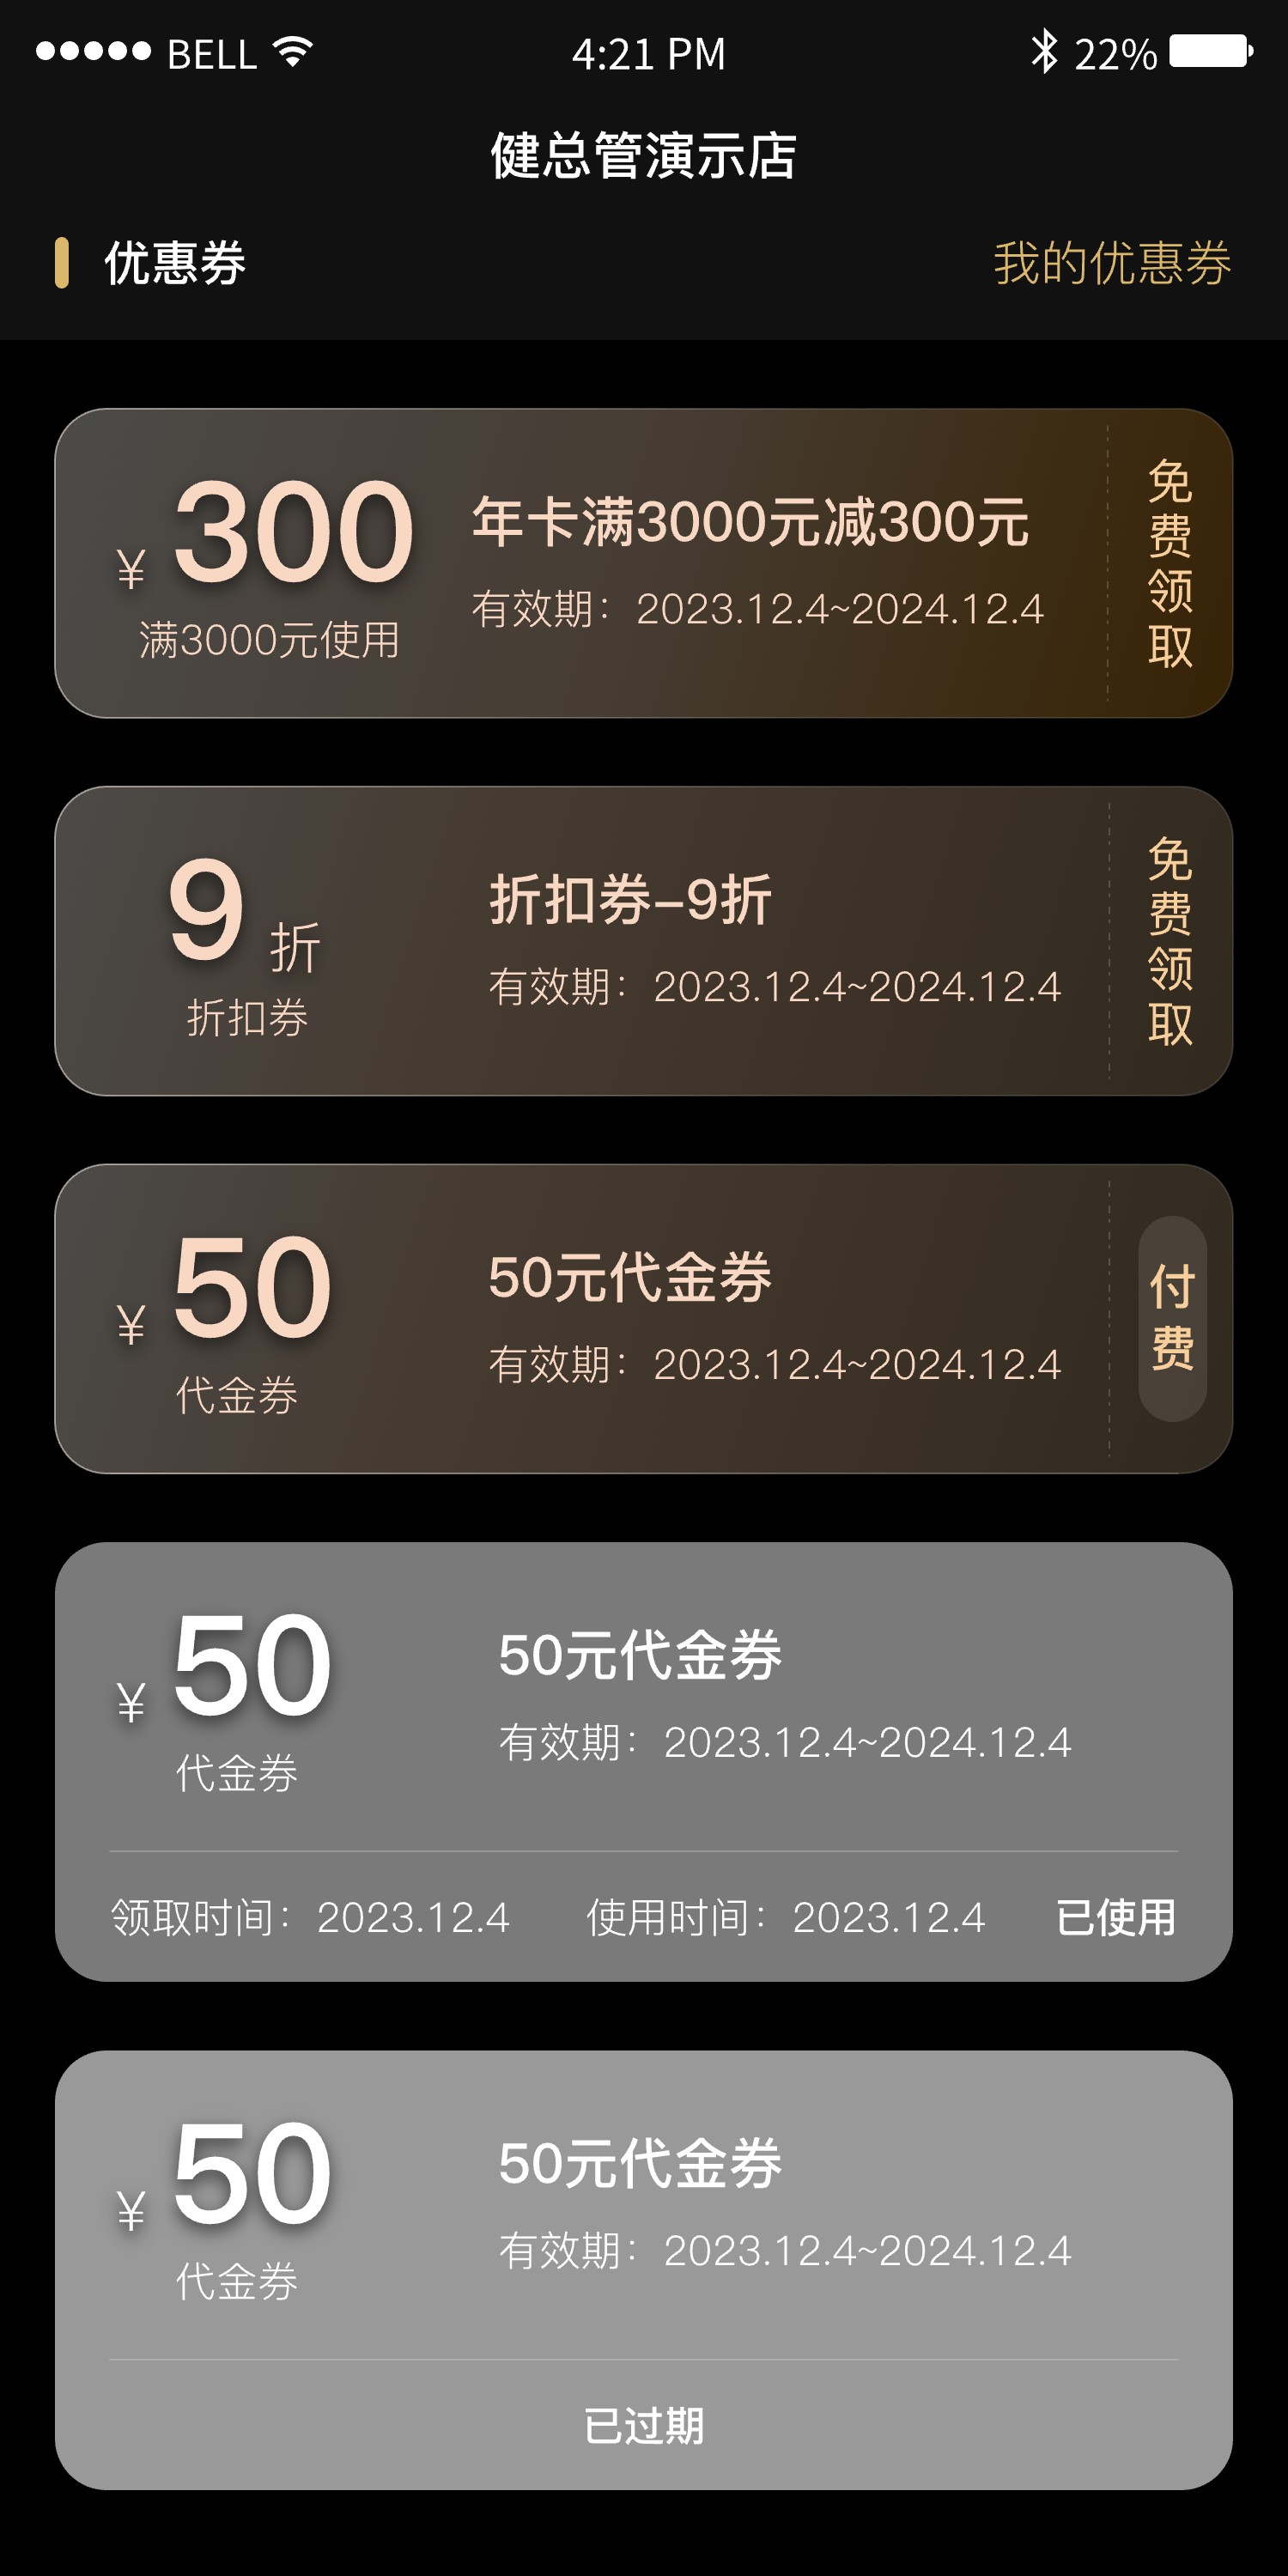 BELL 4:21 PM 22%
健总管演示店
优惠券 我的优惠券
¥ 300
满3000元使用
年卡满3000元减300元
有效期：2023.12.4~2024.12.4
免费领取
9 折
折扣券
折扣券–9折
有效期：2023.12.4~2024.12.4
免费领取
¥ 50
代金券
50元代金券
有效期：2023.12.4~2024.12.4
付费
¥ 50
代金券
50元代金券
有效期：2023.12.4~2024.12.4
领取时间：2023.12.4 使用时间：2023.12.4 已使用
¥ 50
代金券
50元代金券
有效期：2023.12.4~2024.12.4
已过期